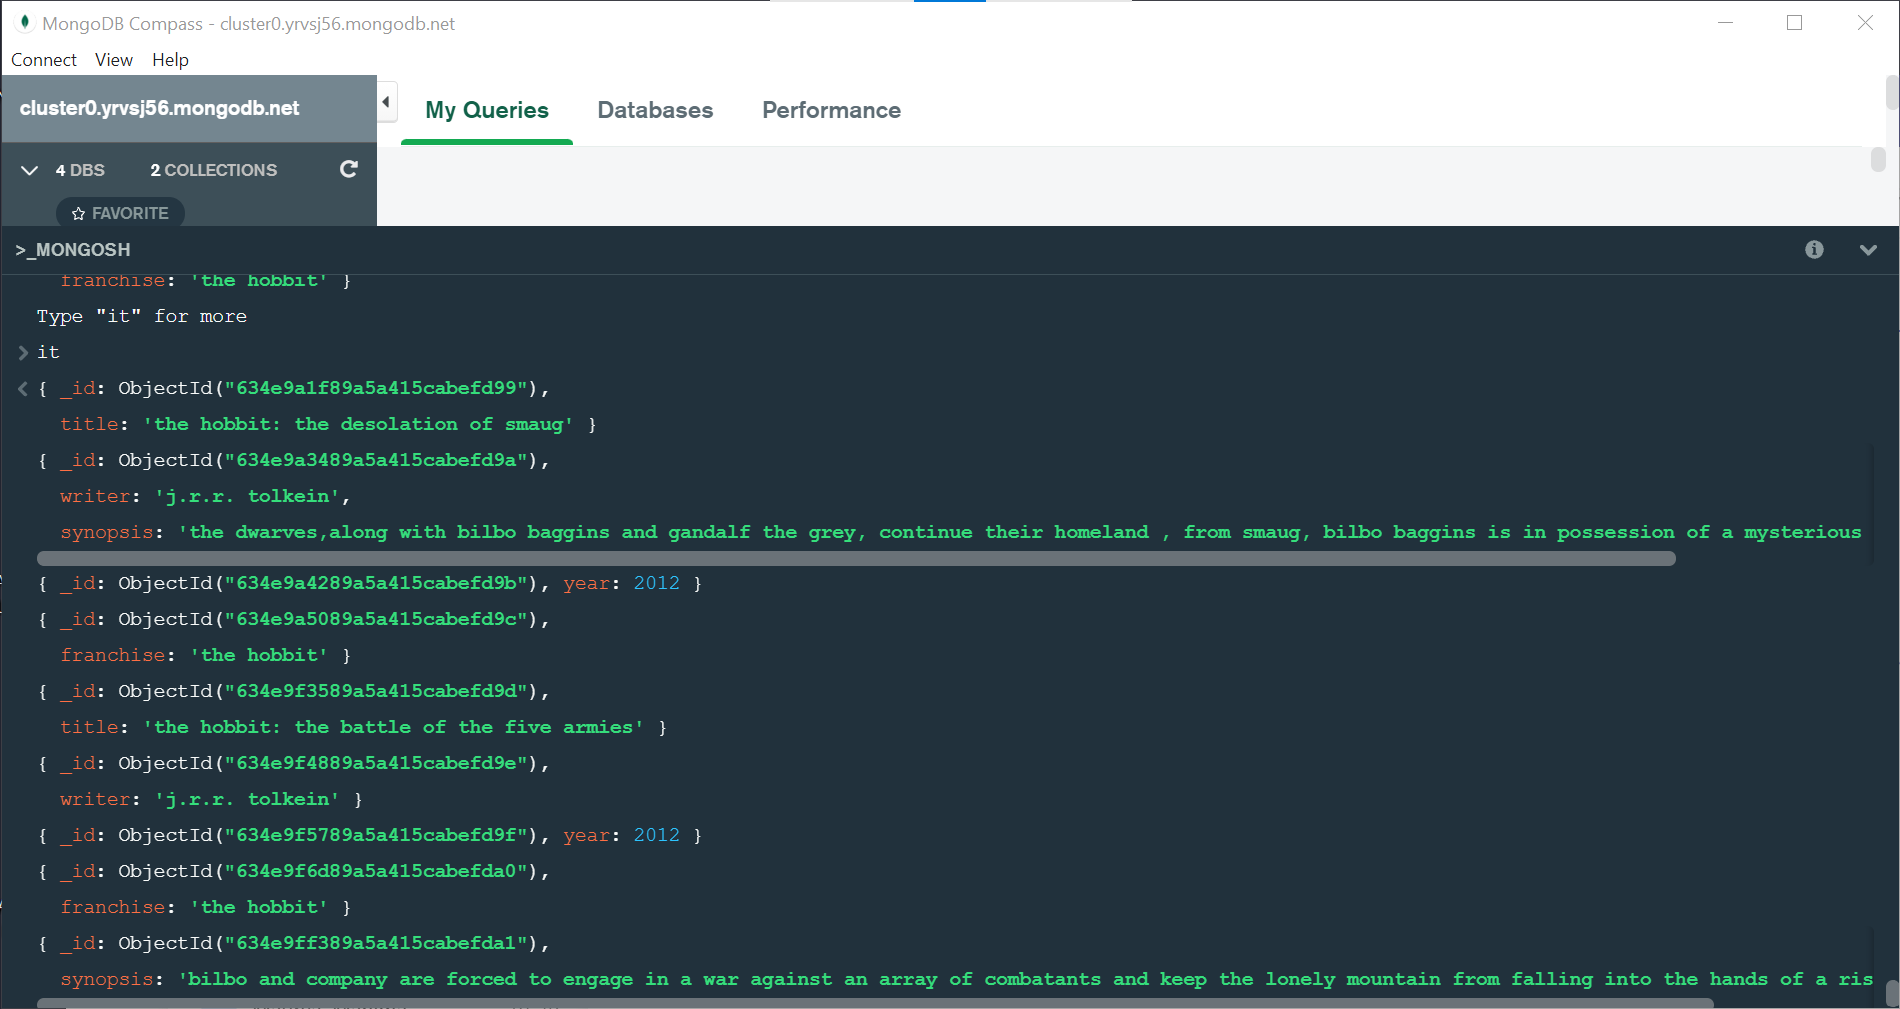 MongoDB Compass - cluster0.yrvsj56.mongodb.net
Connect View Help
cluster0.yrvsj56.mongodb.net
My Queries Databases Performance
4 DBS 2 COLLECTIONS
FAVORITE
>_MONGOSH
franchise: 'the hobbit' }
Type "it" for more
> it
< { _id: ObjectId("634e9a1f89a5a415cabefd99"),
title: 'the hobbit: the desolation of smaug' }
{ _id: ObjectId("634e9a3489a5a415cabefd9a"),
writer: 'j.r.r. tolkein',
synopsis: 'the dwarves,along with bilbo baggins and gandalf the grey, continue their homeland , from smaug, bilbo baggins is in possession of a mysterious
{ _id: ObjectId("634e9a4289a5a415cabefd9b"), year: 2012 }
{ _id: ObjectId("634e9a5089a5a415cabefd9c"),
franchise: 'the hobbit' }
{ _id: ObjectId("634e9f3589a5a415cabefd9d"),
title: 'the hobbit: the battle of the five armies' }
{ _id: ObjectId("634e9f4889a5a415cabefd9e"),
writer: 'j.r.r. tolkein' }
{ _id: ObjectId("634e9f5789a5a415cabefd9f"), year: 2012 }
{ _id: ObjectId("634e9f6d89a5a415cabefda0"),
franchise: 'the hobbit' }
{ _id: ObjectId("634e9ff389a5a415cabefda1"),
synopsis: 'bilbo and company are forced to engage in a war against an array of combatants and keep the lonely mountain from falling into the hands of a ris